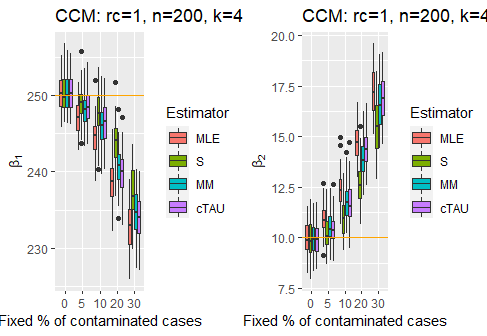 CCM: rc=1, n=200, k=4
β1
250
240
230
0 5 10 20 30
Fixed % of contaminated cases
Estimator
MLE
S
MM
cTAU
CCM: rc=1, n=200, k=4
β2
20.0
17.5
15.0
12.5
10.0
7.5
0 5 10 20 30
Fixed % of contaminated cases
Estimator
MLE
S
MM
cTAU